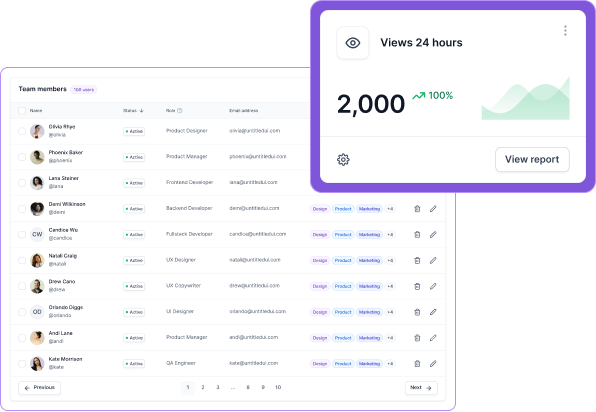 Views 24 hours
2,000
100%
View report
Team members
100 users
Name
Status
Role
Email address
Olivia Rhye
@olivia
Active
Product Designer
olivia@untitledui.com
Phoenix Baker
@phoenix
Active
Product Manager
phoenix@untitledui.com
Lana Steiner
@lana
Active
Frontend Developer
lana@untitledui.com
Demi Wilkinson
@demi
Active
Backend Developer
demi@untitledui.com
Design Product Marketing +4
CW
Candice Wu
@candice
Active
Fullstack Developer
candice@untitledui.com
Design Product Marketing +4
Natali Craig
@natali
Active
UX Designer
natali@untitledui.com
Design Product Marketing +4
Drew Cano
@drew
Active
UX Copywriter
drew@untitledui.com
Design Product Marketing +4
OD
Orlando Diggs
@orlando
Active
UI Designer
orlando@untitledui.com
Design Product Marketing +4
Andi Lane
@andi
Active
Product Manager
andi@untitledui.com
Design Product Marketing +4
Kate Morrison
@kate
Active
QA Engineer
kate@untitledui.com
Design Product Marketing +4
Previous
1 2 3 ... 8 9 10
Next